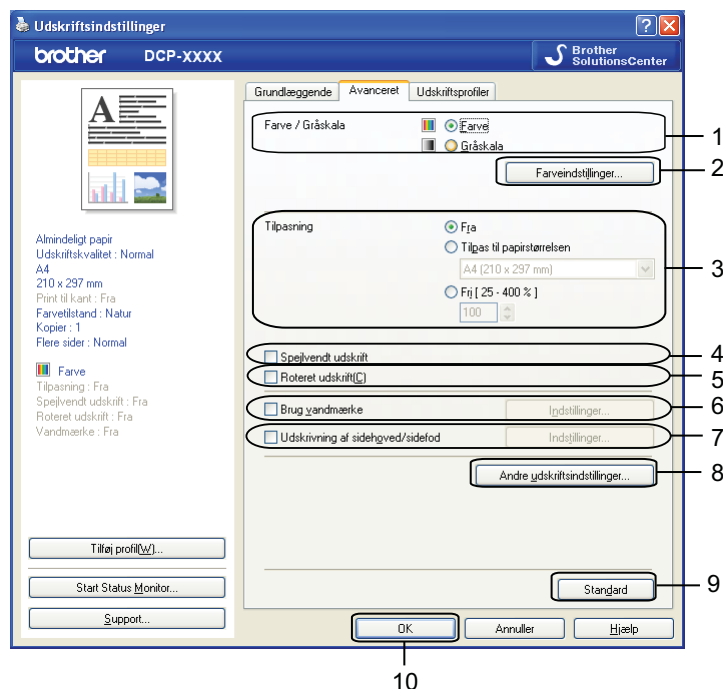 Udskriftsindstillinger
brother DCP-XXXX
Brother
SolutionsCenter
Grundlæggende Avanceret Udskriftsprofiler
A
Almindeligt papir
Udskriftskvalitet : Normal
A4
210 x 297 mm
Print til kant : Fra
Farvetilstand : Natur
Kopier : 1
Flere sider : Normal
Farve
Tilpasning : Fra
Spejlvendt udskrift : Fra
Roteret udskrift : Fra
Vandmærke : Fra
Tilføj profil(W)...
Start Status Monitor...
Support...
Farve / Gråskala
Farve
Gråskala
1
Farveindstillinger...
2
Tilpasning
Fra
Tilpas til papirstørrelsen
A4 (210 x 297 mm)
Fri [ 25 - 400 % ]
100
3
Spejlvendt udskrift
4
Roteret udskrift(C)
5
Brug vandmærke Indstillinger...
6
Udskrivning af sidehoved/sidefod Indstillinger...
7
Andre udskriftsindstillinger...
8
Standard
9
OK Annuller Hjælp
10